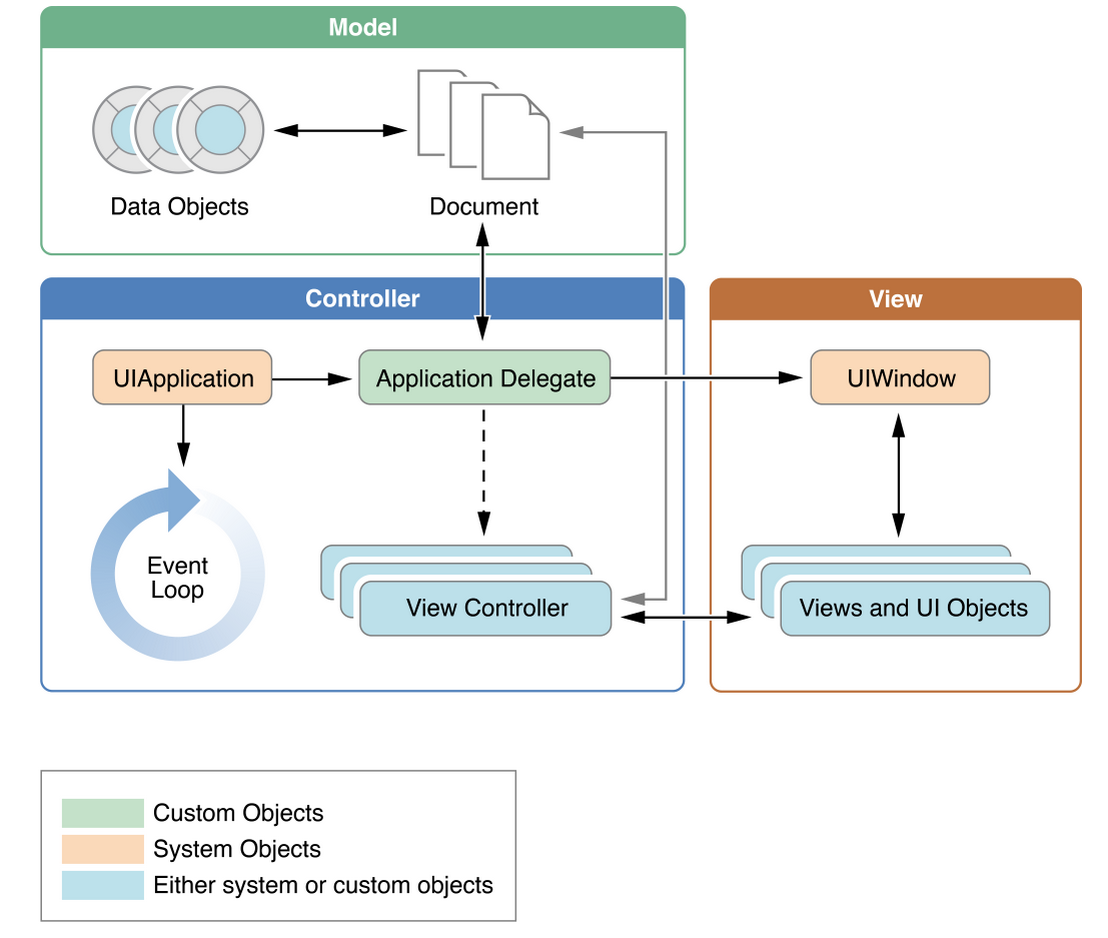 Model
Data Objects
Document
Controller
View
UIApplication
Application Delegate
UIWindow
Event
Loop
View Controller
Views and UI Objects
Custom Objects
System Objects
Either system or custom objects